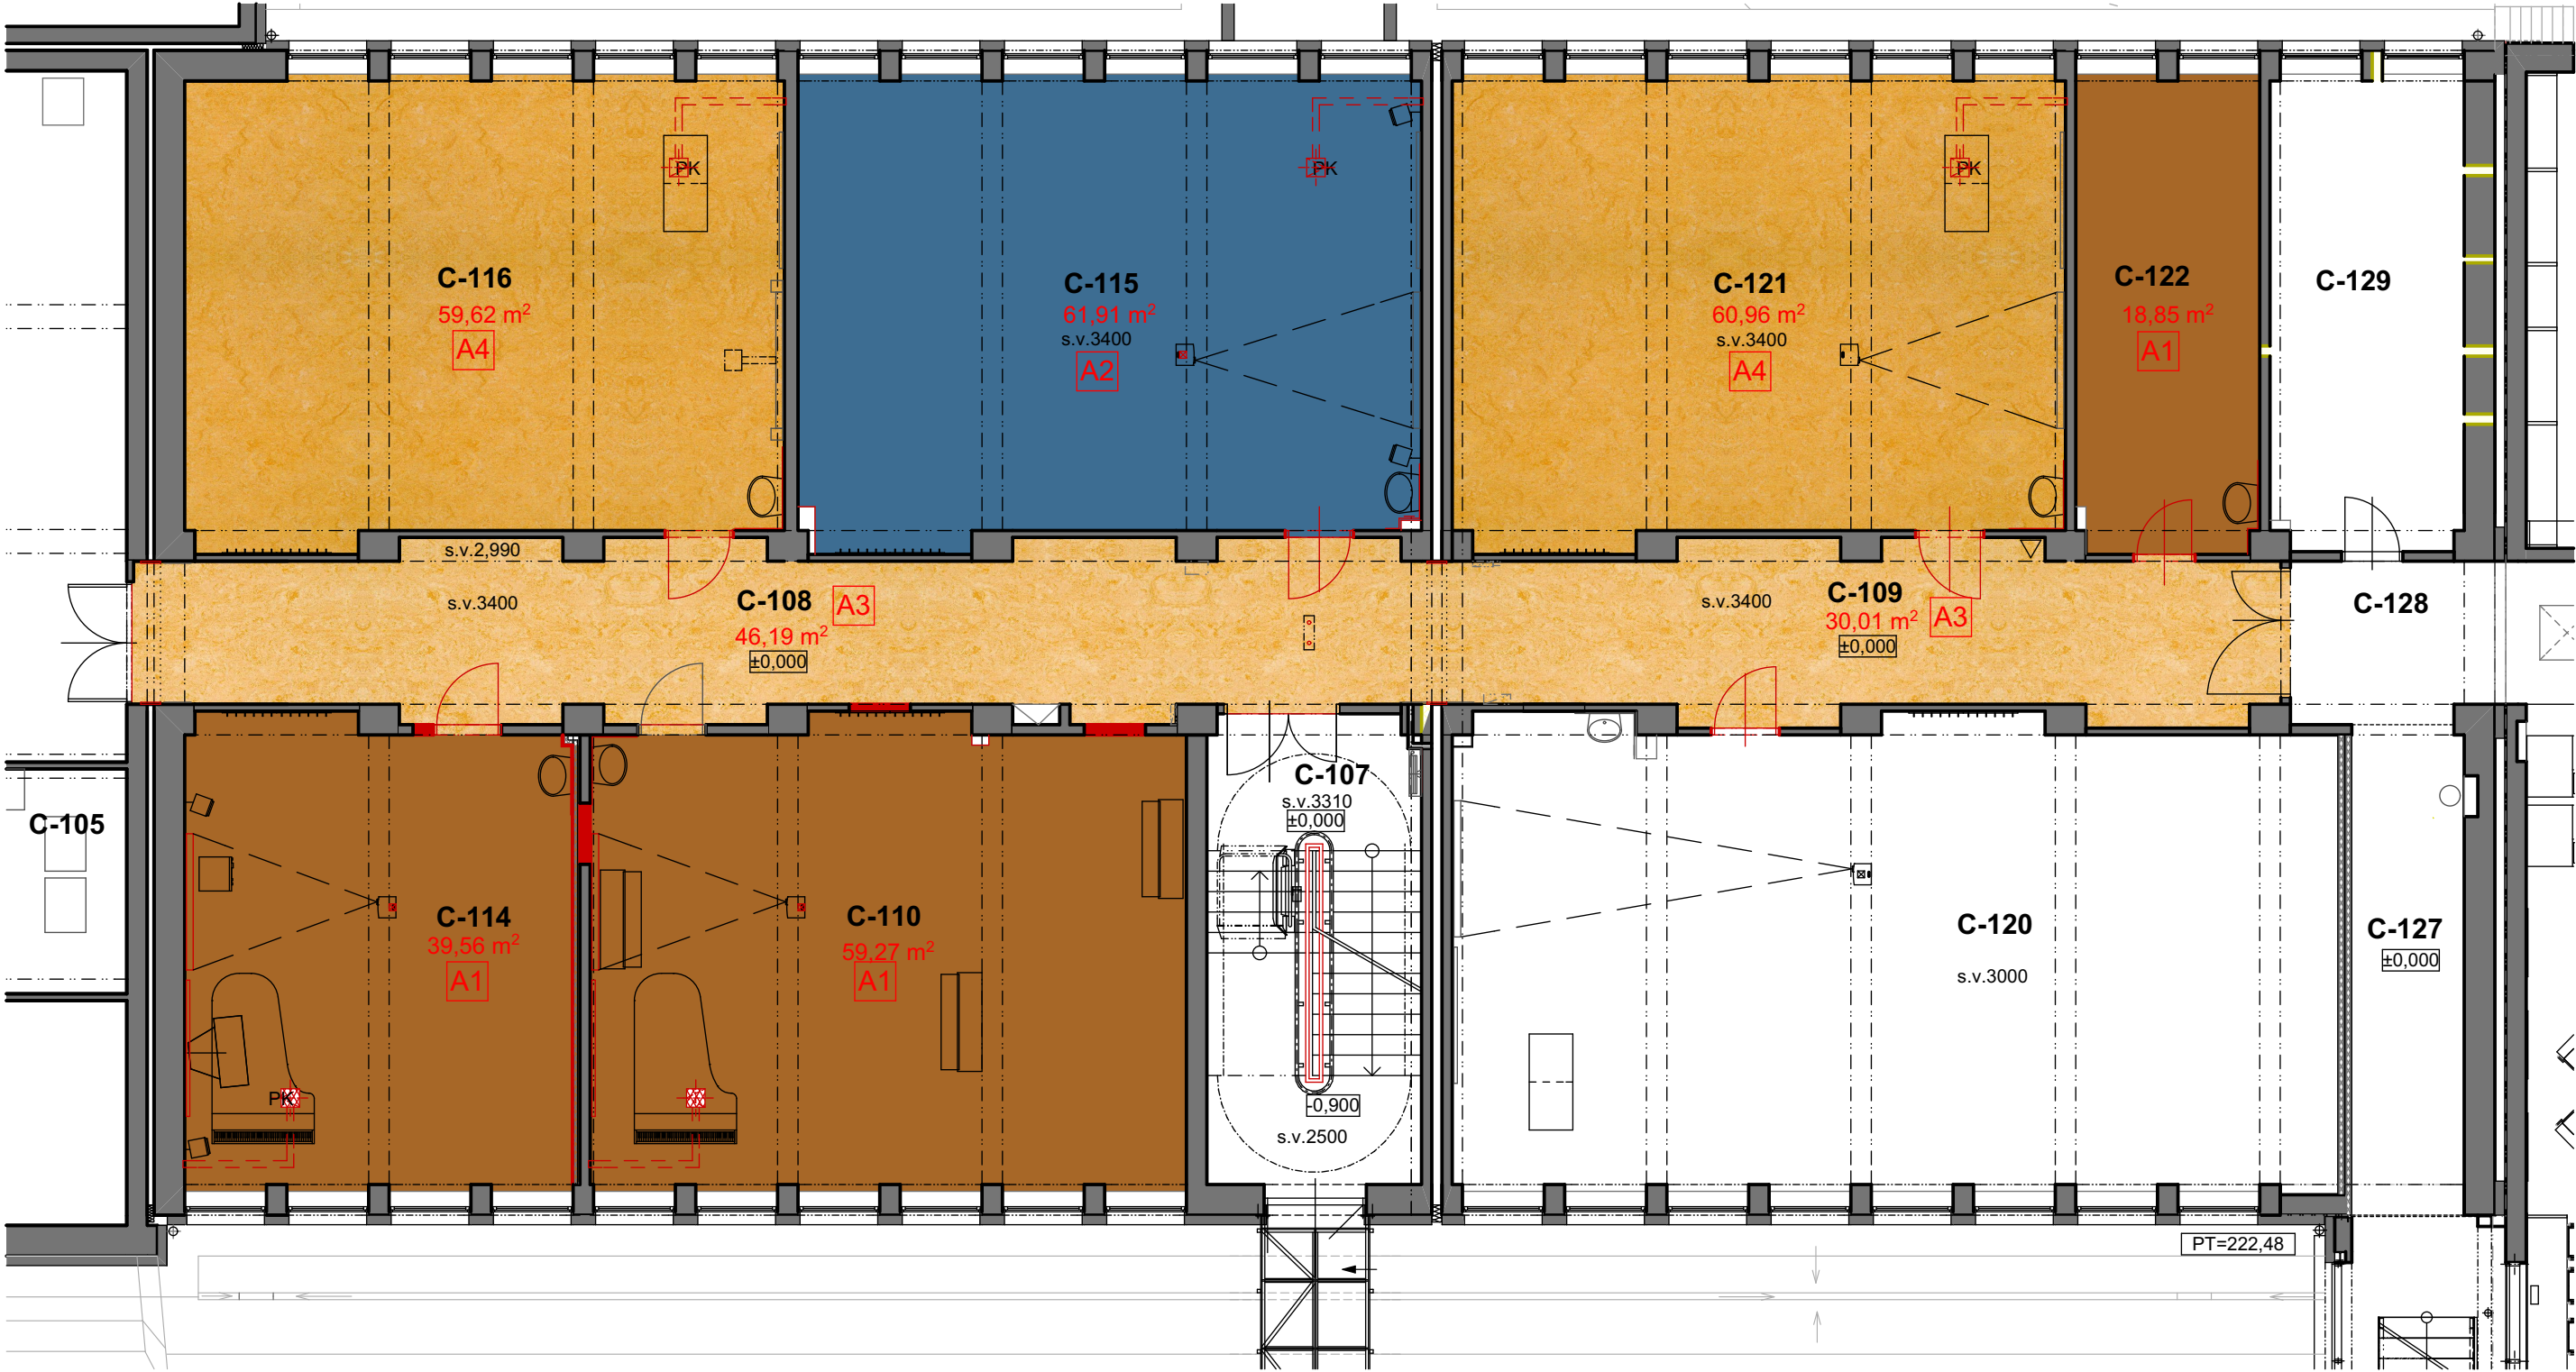 PK
C-116
59,62 m²
A4
PK
C-115
61,91 m²
s.v.3400
A2
PK
C-121
60,96 m²
s.v.3400
A4
C-122
18,85 m²
A1
C-129
s.v.2,990
s.v.3400
C-108
A3
46,19 m²
±0,000
s.v.3400
C-109
30,01 m²
A3
±0,000
C-128
C-105
C-114
39,56 m²
A1
PK
C-110
59,27 m²
A1
C-107
s.v.3310
±0,000
-0,900
s.v.2500
C-120
s.v.3000
C-127
±0,000
PT=222,48